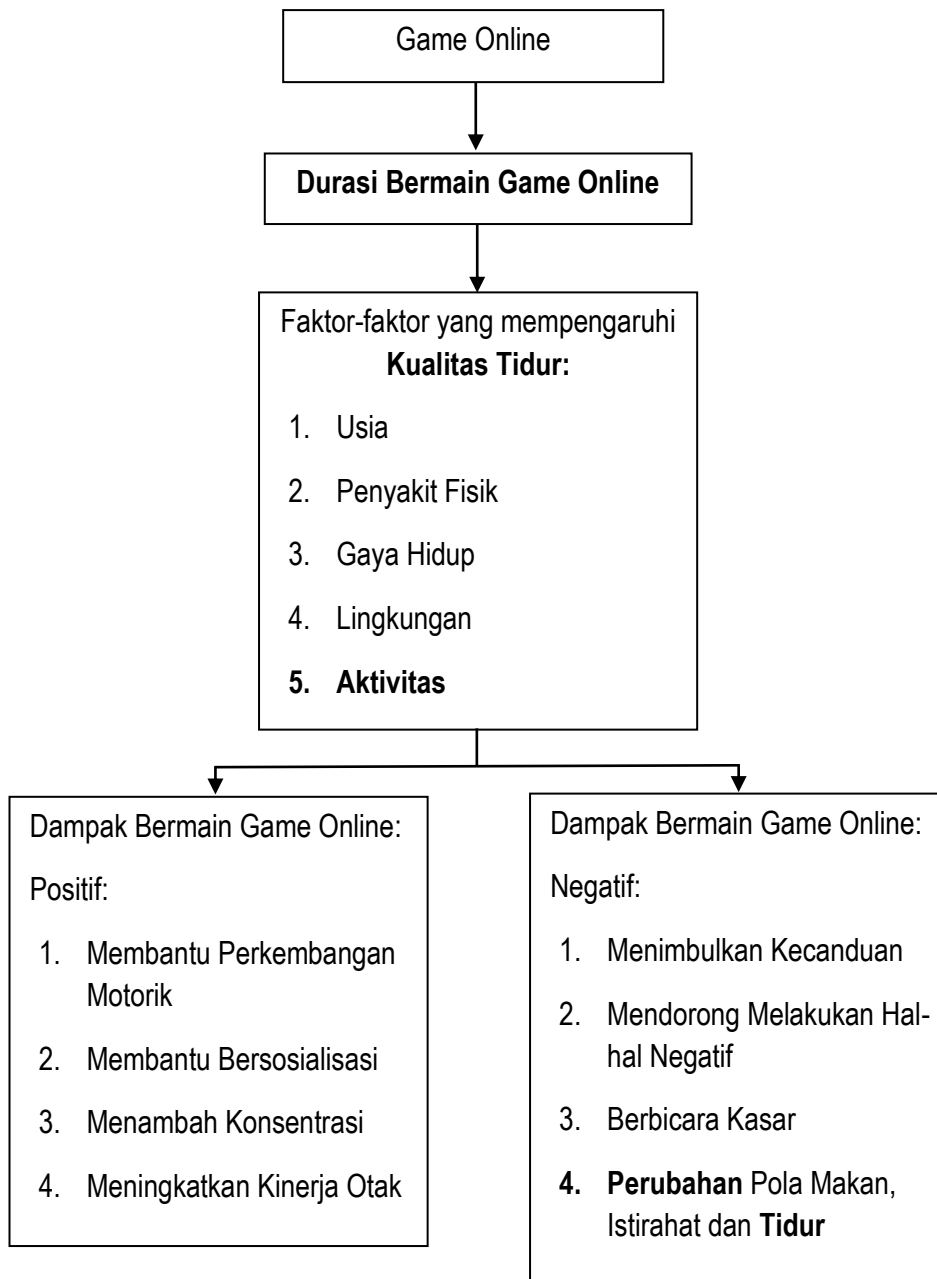 Game Online
Durasi Bermain Game Online
Faktor-faktor yang mempengaruhi
Kualitas Tidur:
1. Usia
2. Penyakit Fisik
3. Gaya Hidup
4. Lingkungan
5. Aktivitas
Dampak Bermain Game Online:
Positif:
1. Membantu Perkembangan
Motorik
2. Membantu Bersosialisasi
3. Menambah Konsentrasi
4. Meningkatkan Kinerja Otak
Dampak Bermain Game Online:
Negatif:
1. Menimbulkan Kecanduan
2. Mendorong Melakukan Hal-
hal Negatif
3. Berbicara Kasar
4. Perubahan Pola Makan,
Istirahat dan Tidur